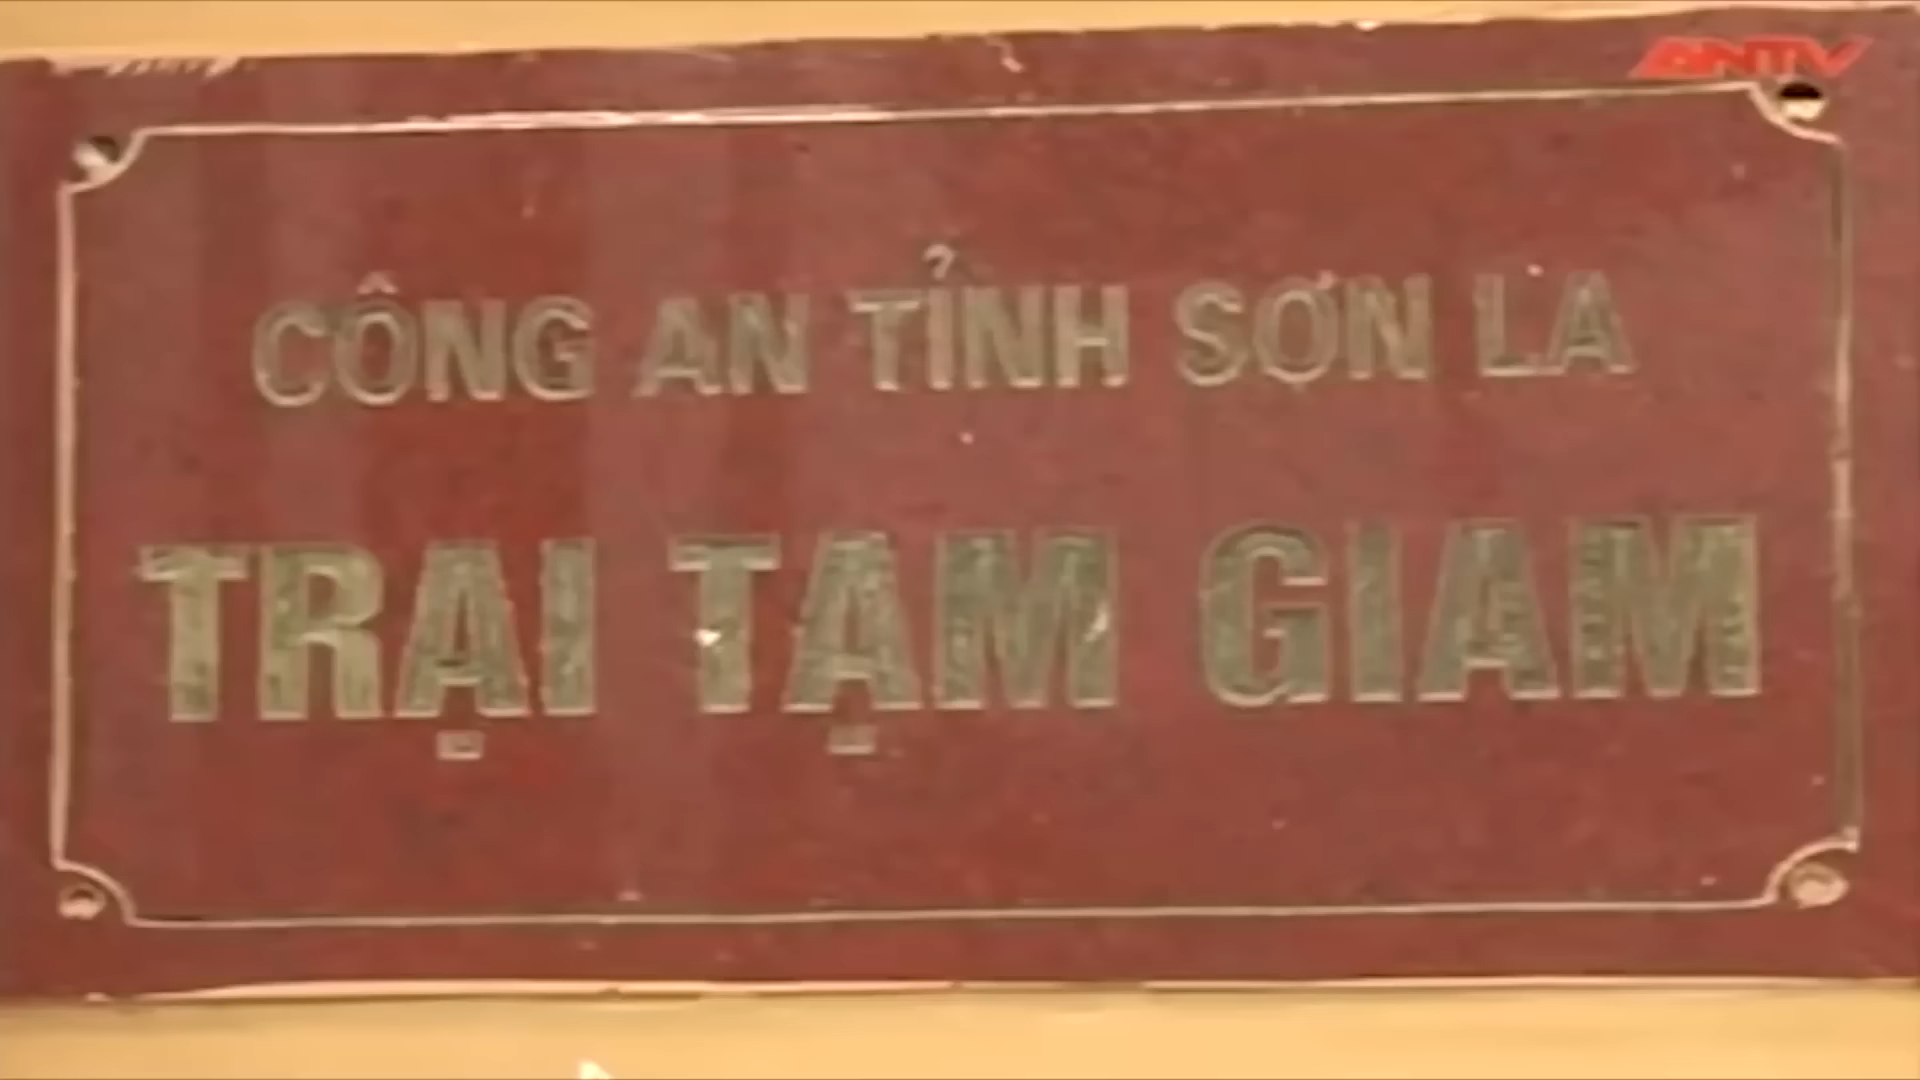 ANTV
CÔNG AN TỈNH SƠN LA
TRẠI TẠM GIAM